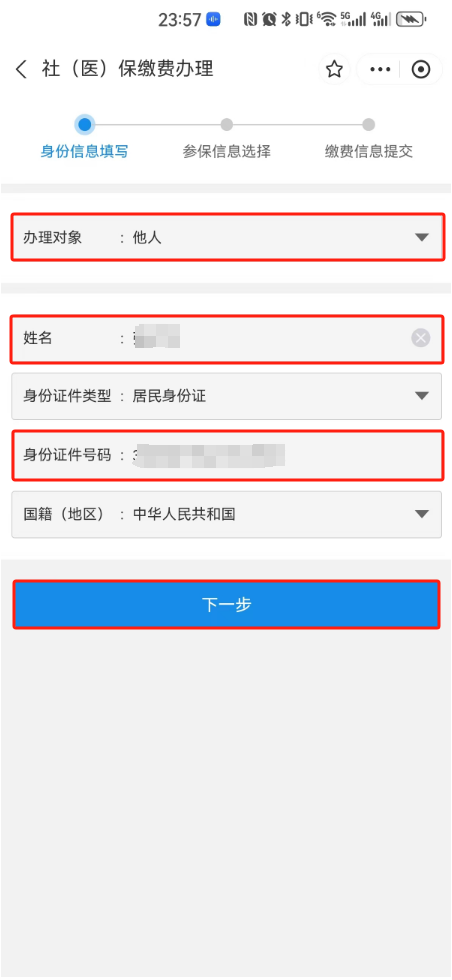 23:57
社（医）保缴费办理
身份信息填写 参保信息选择 缴费信息提交
办理对象 ：他人
姓名 ：
身份证件类型 ：居民身份证
身份证件号码 ：
国籍（地区） ：中华人民共和国
下一步